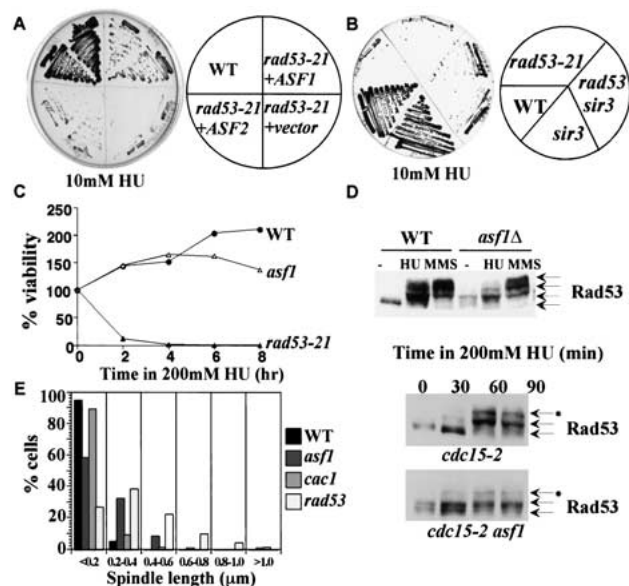 A
WT
rad53-21
+ASF1
rad53-21
+ASF2
rad53-21
+vector
10mM HU
B
rad53-21
rad53
sir3
WT
sir3
10mM HU
C
% viability
250
200
150
100
50
0
0 2 4 6 8
Time in 200mM HU (hr)
WT
asf1
rad53-21
D
WT asf1Δ
- HU MMS - HU MMS
Rad53
Time in 200mM HU (min)
0 30 60 90
Rad53
cdc15-2
Rad53
cdc15-2 asf1
E
% cells
100
80
60
40
20
0
<0.2 0.2-0.4 0.4-0.6 0.6-0.8 0.8-1.0 >1.0
Spindle length (μm)
WT
asf1
cac1
rad53